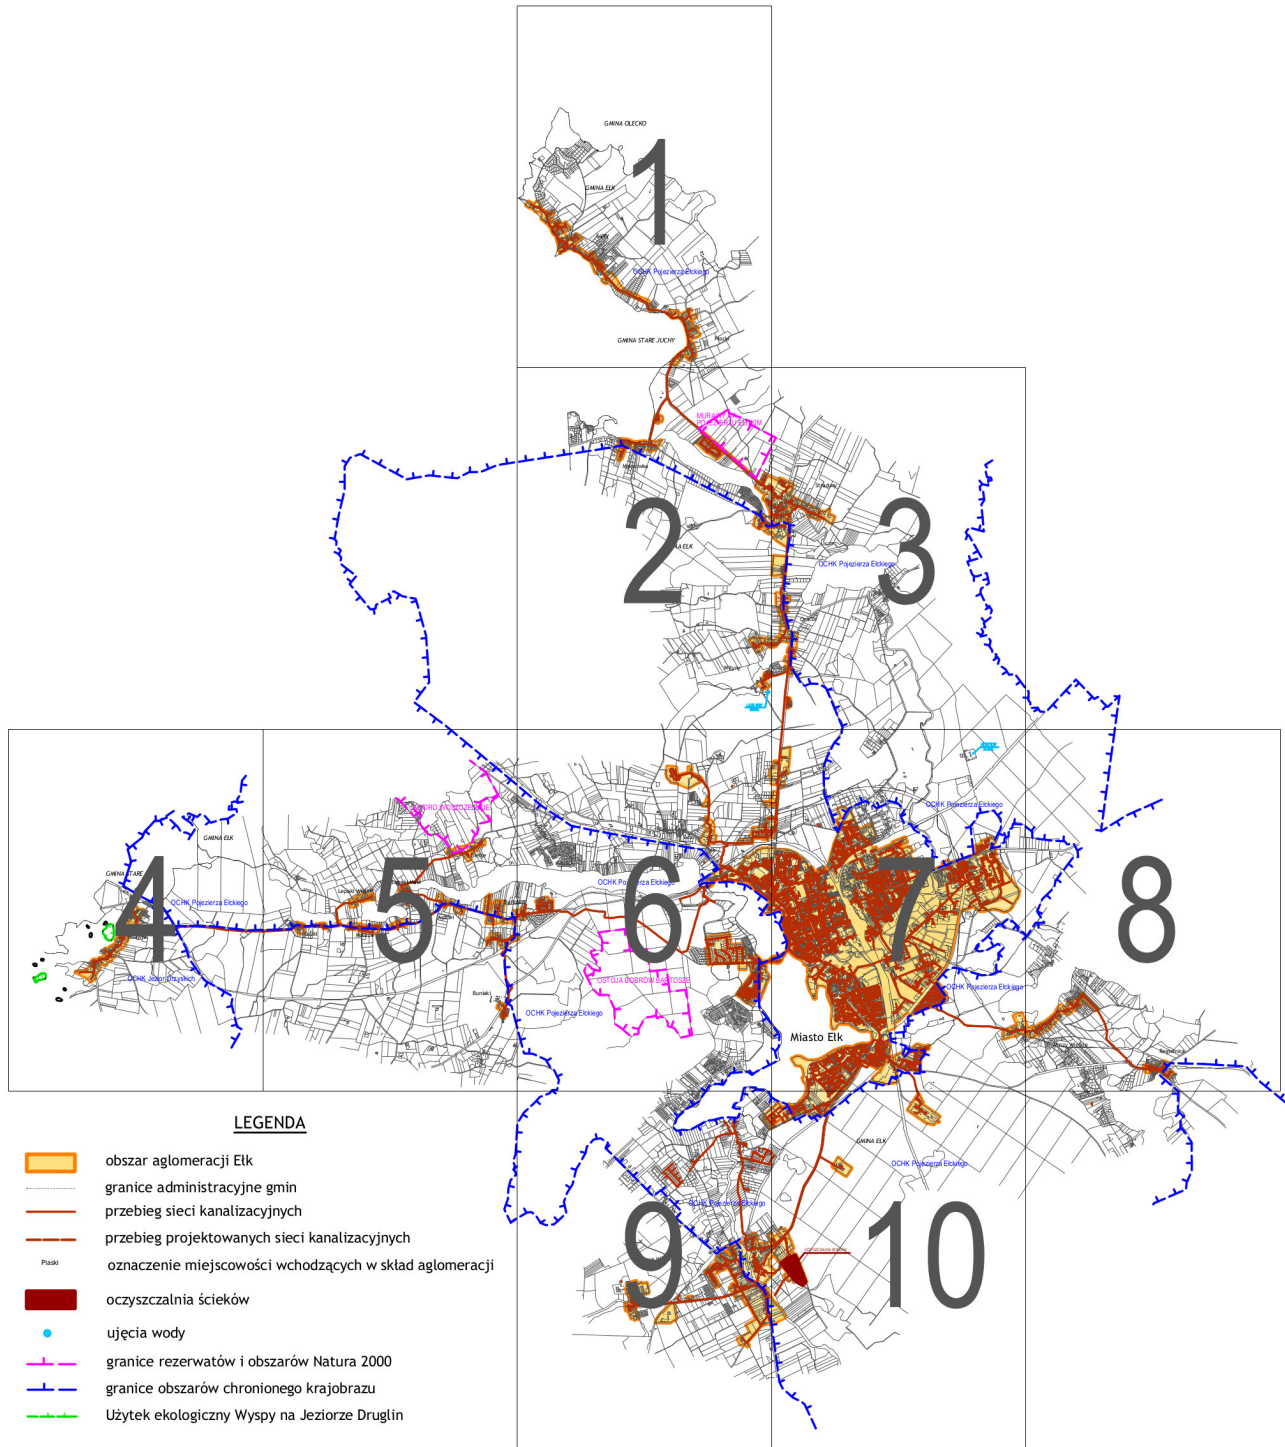 GMINA OLECKO
1
GMINA EŁK
OCHK Pojezierza Ełckiego
GMINA STARE JUCHY
2
3
OCHK Pojezierza Ełckiego
GMINA EŁK
OCHK Pojezierza Ełckiego
4
5
6
7
8
OCHK Pojezierza Ełckiego
OCHK Pojezierza Ełckiego
OCHK Jezior Orzyskich
OSTOJA BOBRÓW BARTOSZE
OCHK Pojezierza Ełckiego
Buniaki
OCHK Pojezierza Ełckiego
Miasto Ełk
GMINA EŁK
OCHK Pojezierza Ełckiego
OCHK Pojezierza Ełckiego
9
10
LEGENDA
obszar aglomeracji Ełk
granice administracyjne gmin
przebieg sieci kanalizacyjnych
przebieg projektowanych sieci kanalizacyjnych
Piaski oznaczenie miejscowości wchodzących w skład aglomeracji
oczyszczalnia ścieków
ujęcia wody
granice rezerwatów i obszarów Natura 2000
granice obszarów chronionego krajobrazu
Użytek ekologiczny Wyspy na Jeziorze Druglin